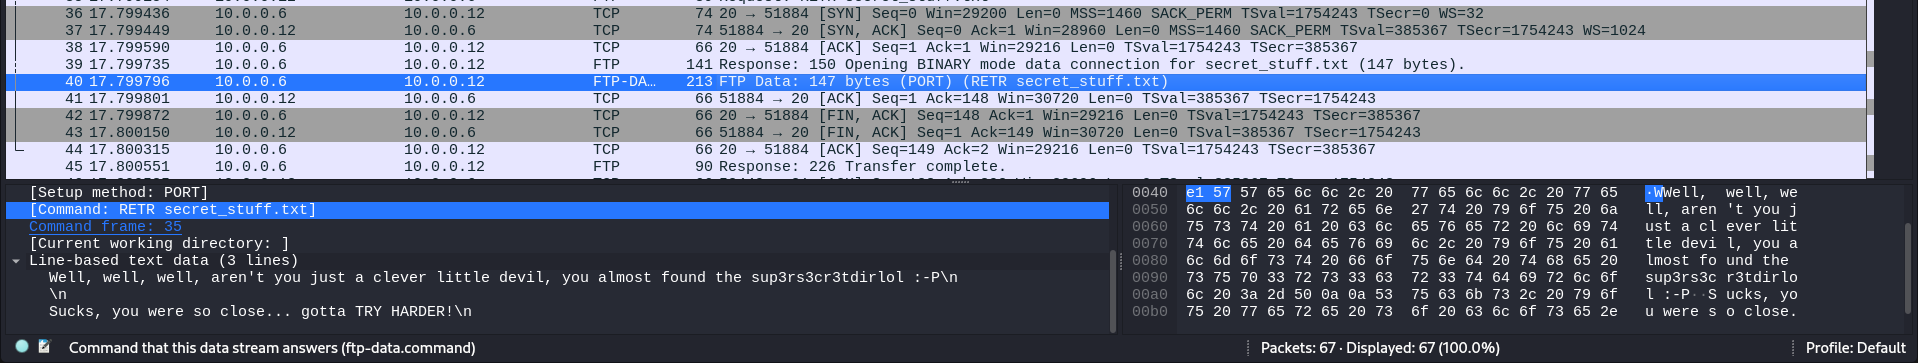 36 17.799436 10.0.0.6 10.0.0.12 TCP 74 20 → 51884 [SYN] Seq=0 Win=29200 Len=0 MSS=1460 SACK_PERM TSval=1754243 TSecr=0 WS=32
37 17.799449 10.0.0.12 10.0.0.6 TCP 74 51884 → 20 [SYN, ACK] Seq=0 Ack=1 Win=28960 Len=0 MSS=1460 SACK_PERM TSval=385367 TSecr=1754243 WS=1024
38 17.799590 10.0.0.6 10.0.0.12 TCP 66 20 → 51884 [ACK] Seq=1 Ack=1 Win=29216 Len=0 TSval=1754243 TSecr=385367
39 17.799735 10.0.0.6 10.0.0.12 FTP 141 Response: 150 Opening BINARY mode data connection for secret_stuff.txt (147 bytes).
40 17.799796 10.0.0.6 10.0.0.12 FTP-DA… 213 FTP Data: 147 bytes (PORT) (RETR secret_stuff.txt)
41 17.799801 10.0.0.12 10.0.0.6 TCP 66 51884 → 20 [ACK] Seq=1 Ack=148 Win=30720 Len=0 TSval=385367 TSecr=1754243
42 17.799872 10.0.0.6 10.0.0.12 TCP 66 20 → 51884 [FIN, ACK] Seq=148 Ack=1 Win=29216 Len=0 TSval=1754243 TSecr=385367
43 17.800150 10.0.0.12 10.0.0.6 TCP 66 51884 → 20 [FIN, ACK] Seq=1 Ack=149 Win=30720 Len=0 TSval=385367 TSecr=1754243
44 17.800315 10.0.0.6 10.0.0.12 TCP 66 20 → 51884 [ACK] Seq=149 Ack=2 Win=29216 Len=0 TSval=1754243 TSecr=385367
45 17.800551 10.0.0.6 10.0.0.12 FTP 90 Response: 226 Transfer complete.
[Setup method: PORT]
[Command: RETR secret_stuff.txt]
Command frame: 35
[Current working directory: ]
Line-based text data (3 lines)
Well, well, well, aren't you just a clever little devil, you almost found the sup3rs3cr3tdirlol :-P\n
\n
Sucks, you were so close... gotta TRY HARDER!\n
0040 e1 57 57 65 6c 6c 2c 20 77 65 6c 6c 2c 20 77 65 ·WWell, well, we
0050 6c 6c 2c 20 61 72 65 6e 27 74 20 79 6f 75 20 6a ll, aren 't you j
0060 75 73 74 20 61 20 63 6c 65 76 65 72 20 6c 69 74 ust a cl ever lit
0070 74 6c 65 20 64 65 76 69 6c 2c 20 79 6f 75 20 61 tle devi l, you a
0080 6c 6d 6f 73 74 20 66 6f 75 6e 64 20 74 68 65 20 lmost fo und the
0090 73 75 70 33 72 73 33 63 72 33 74 64 69 72 6c 6f sup3rs3c r3tdirlo
00a0 6c 20 3a 2d 50 0a 0a 53 75 63 6b 73 2c 20 79 6f l :-P··S ucks, yo
00b0 75 20 77 65 72 65 20 73 6f 20 63 6c 6f 73 65 2e u were s o close.
Command that this data stream answers (ftp-data.command)
Packets: 67 · Displayed: 67 (100.0%)
Profile: Default